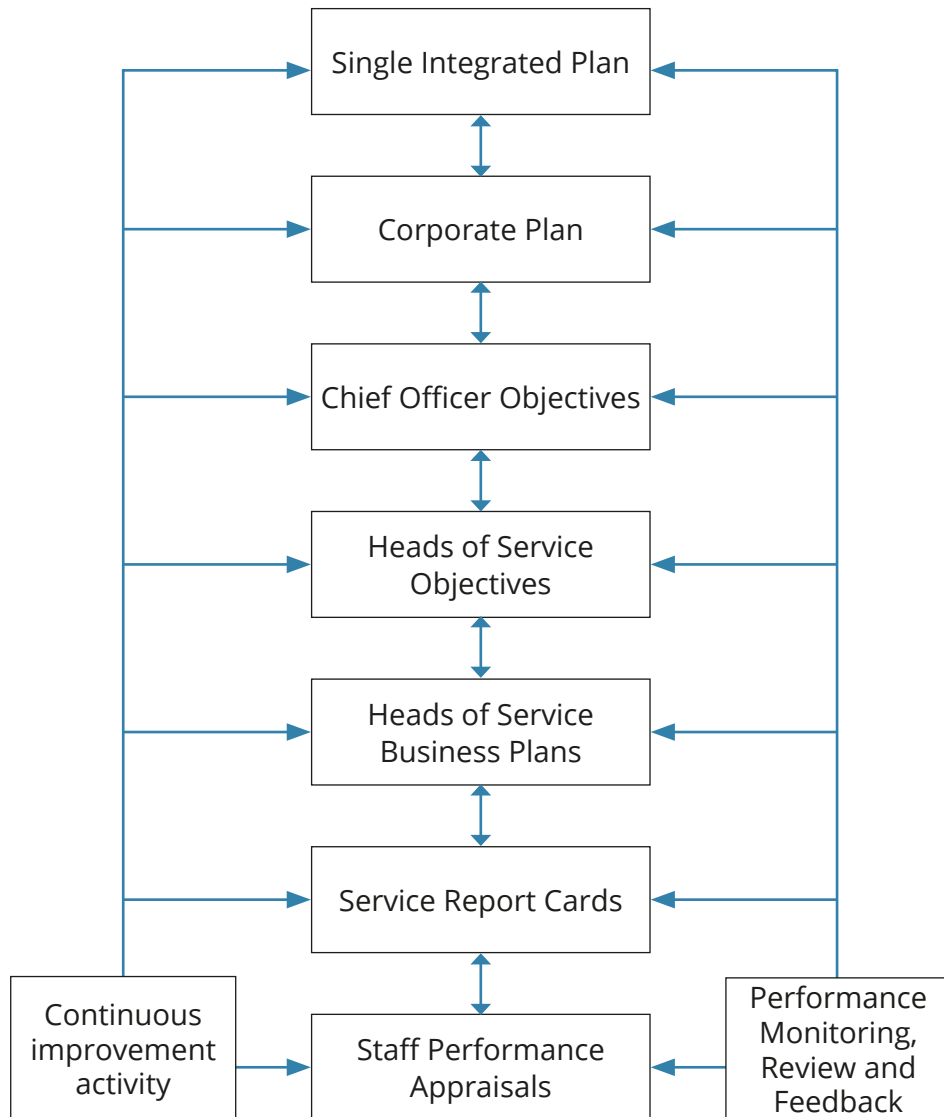 Single Integrated Plan
Corporate Plan
Chief Officer Objectives
Heads of Service
Objectives
Heads of Service
Business Plans
Service Report Cards
Continuous
improvement
activity
Staff Performance
Appraisals
Performance
Monitoring,
Review and
Feedback